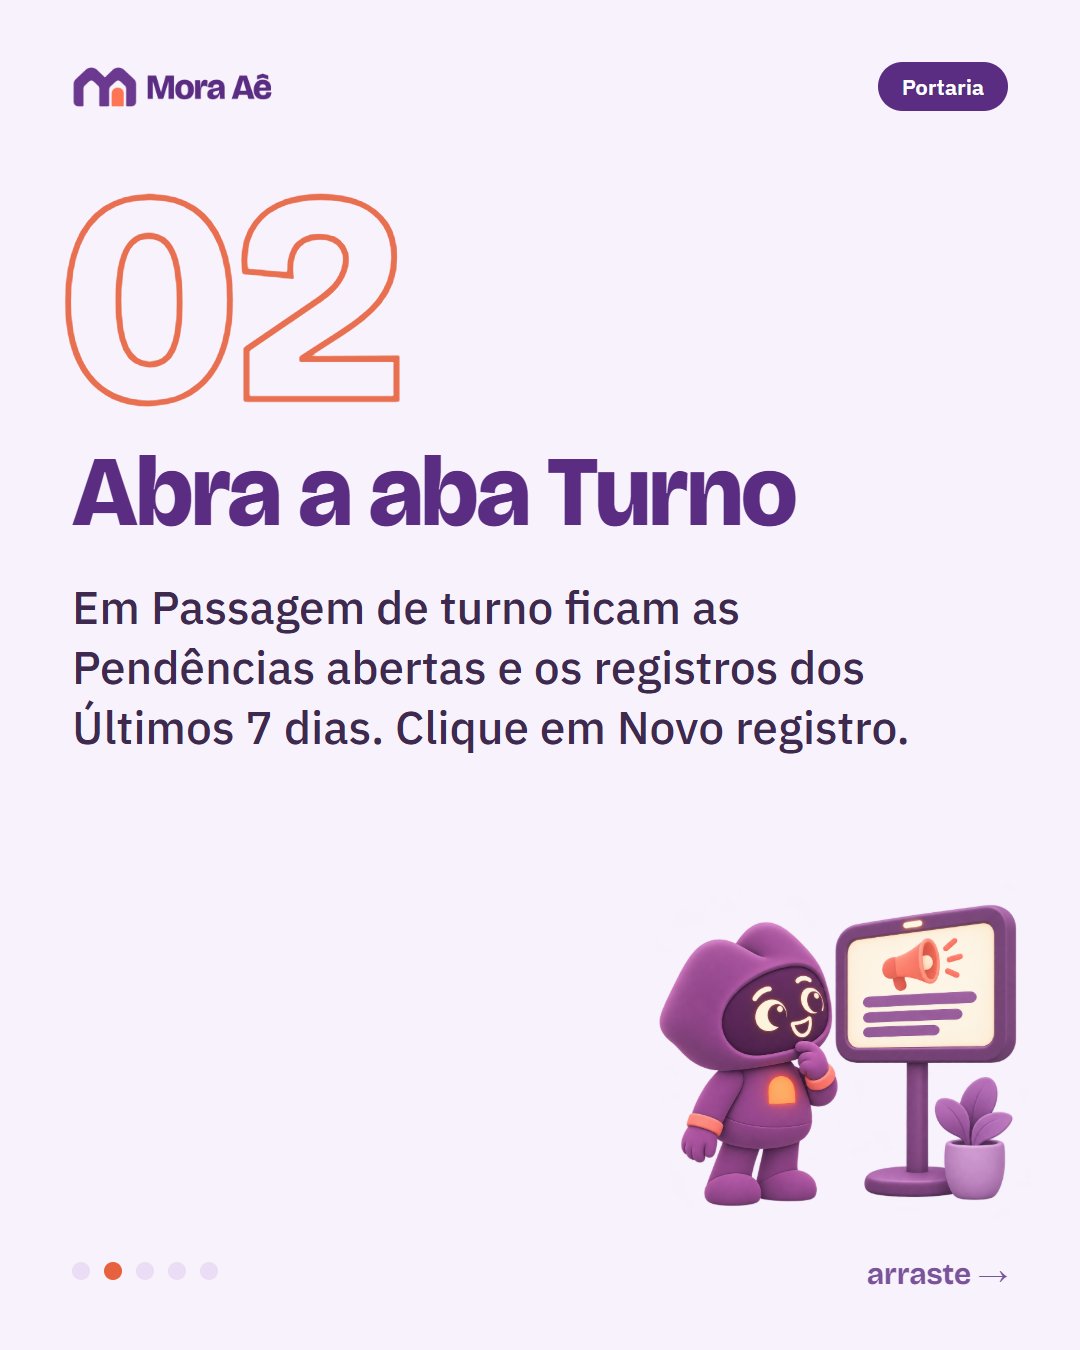 Mora Aê
Portaria
02
Abra a aba Turno
Em Passagem de turno ficam as
Pendências abertas e os registros dos
Últimos 7 dias. Clique em Novo registro.
arraste →